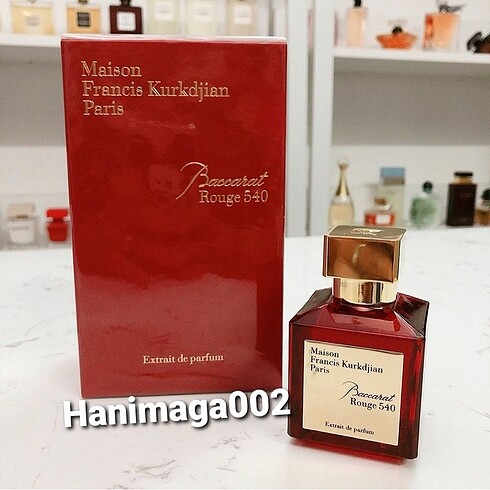 Maison
Francis Kurkdjian
Paris
Baccarat
Rouge 540
Extrait de parfum
Hanimaga002
Maison
Francis Kurkdjian
Paris
Baccarat
Rouge 540
Extrait de parfum